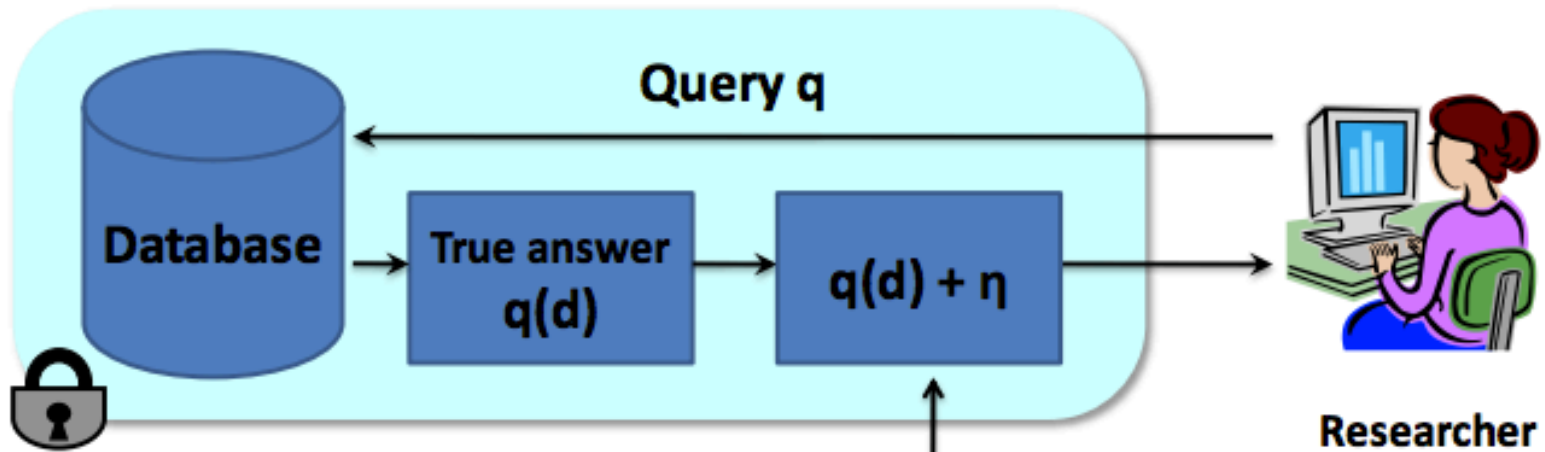 Query q
Database
True answer
q(d)
q(d) + η
Researcher